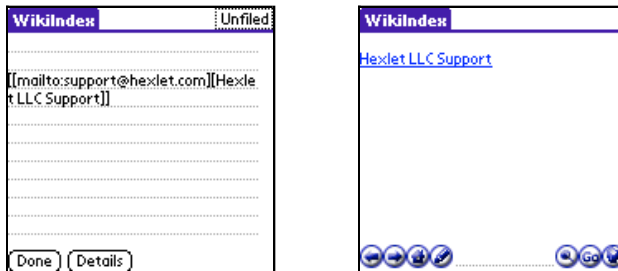 WikiIndex Unfiled
[[mailto:support@hexlet.com][Hexle
t LLC Support]]
Done Details
WikiIndex
Hexlet LLC Support
Go